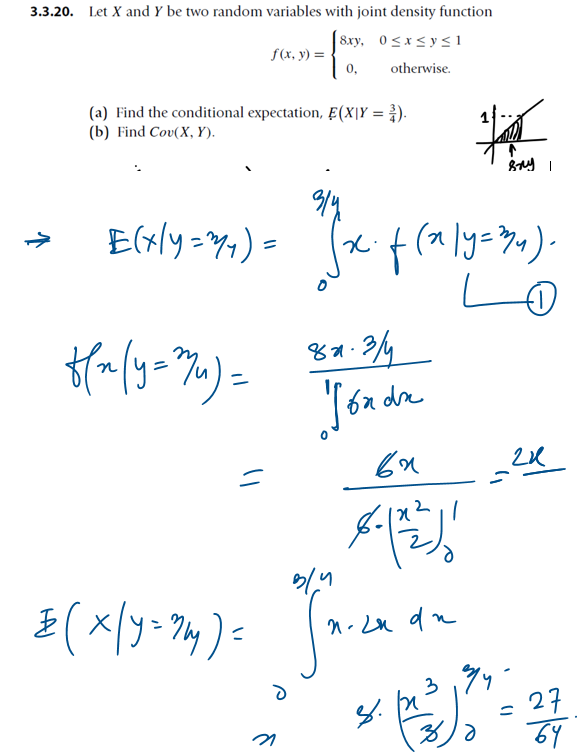 3.3.20. Let X and Y be two random variables with joint density function
f(x, y) = { 8xy, 0 ≤ x ≤ y ≤ 1
0, otherwise.
(a) Find the conditional expectation, E(X|Y = 3/4).
(b) Find Cov(X, Y).
1
8xy
→ E(x/y = 3/4) = ∫₀^{3/4} x · f(x|y = 3/4).
①
f(x/y = 3/4) = (8x · 3/4) / (∫₀¹ 6x dx)
= 6x / (6 · (x²/2)₀¹) = 2x
E(x/y = 3/4) = ∫₀^{3/4} x · 2x dx
2 · (x³/3)₀^{3/4} = 27/64.
x